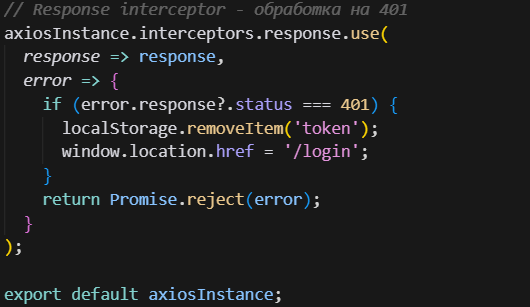 // Response interceptor - обработка на 401
axiosInstance.interceptors.response.use(
  response => response,
  error => {
    if (error.response?.status === 401) {
      localStorage.removeItem('token');
      window.location.href = '/login';
    }
    return Promise.reject(error);
  }
);

export default axiosInstance;